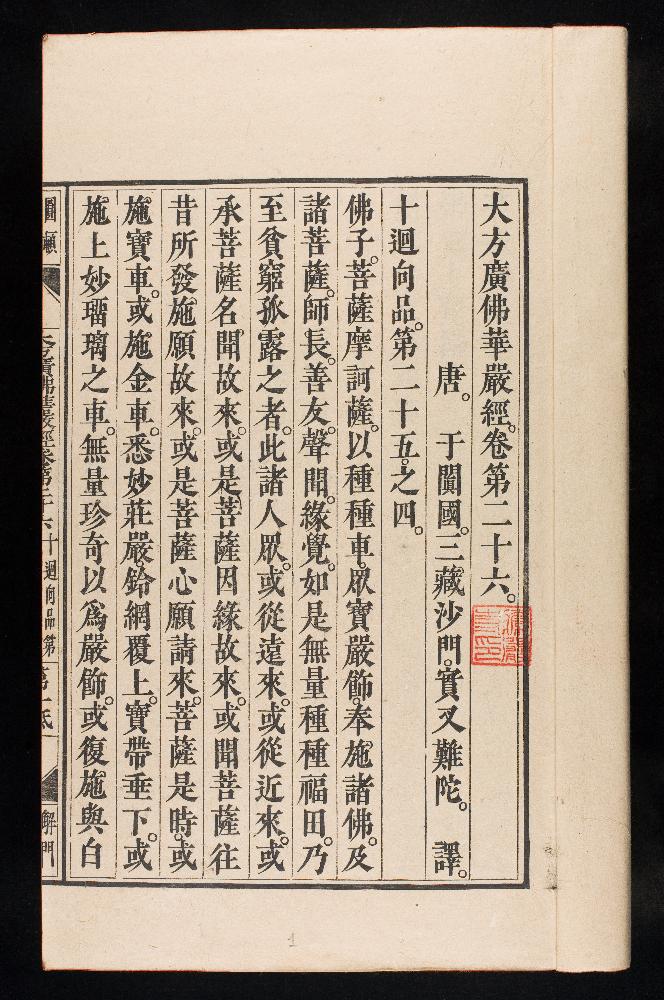 大方廣佛華嚴經。卷第二十六。
唐。于闐國。三藏沙門。實叉難陀。譯。
十迴向品。第二十五。之四。
佛子。菩薩摩訶薩。以種種車。眾寶嚴飾。奉施諸佛。及
諸菩薩。師長。善友。聲聞。緣覺。如是無量種種福田。乃
至貧窮孤露之者。此諸人眾。或從遠來。或從近來。或
承菩薩名聞故來。或是菩薩因緣故來。或聞菩薩往
昔所發施願故來。或是菩薩心願請來。菩薩是時。或
施寶車。或施金車。悉妙莊嚴。鈴網覆上。寶帶垂下。或
施上妙瑠璃之車。無量珍奇以爲嚴飾。或復施與白
圓顧
大方廣佛華嚴經卷第二十六 十迴向品第 第一 解門